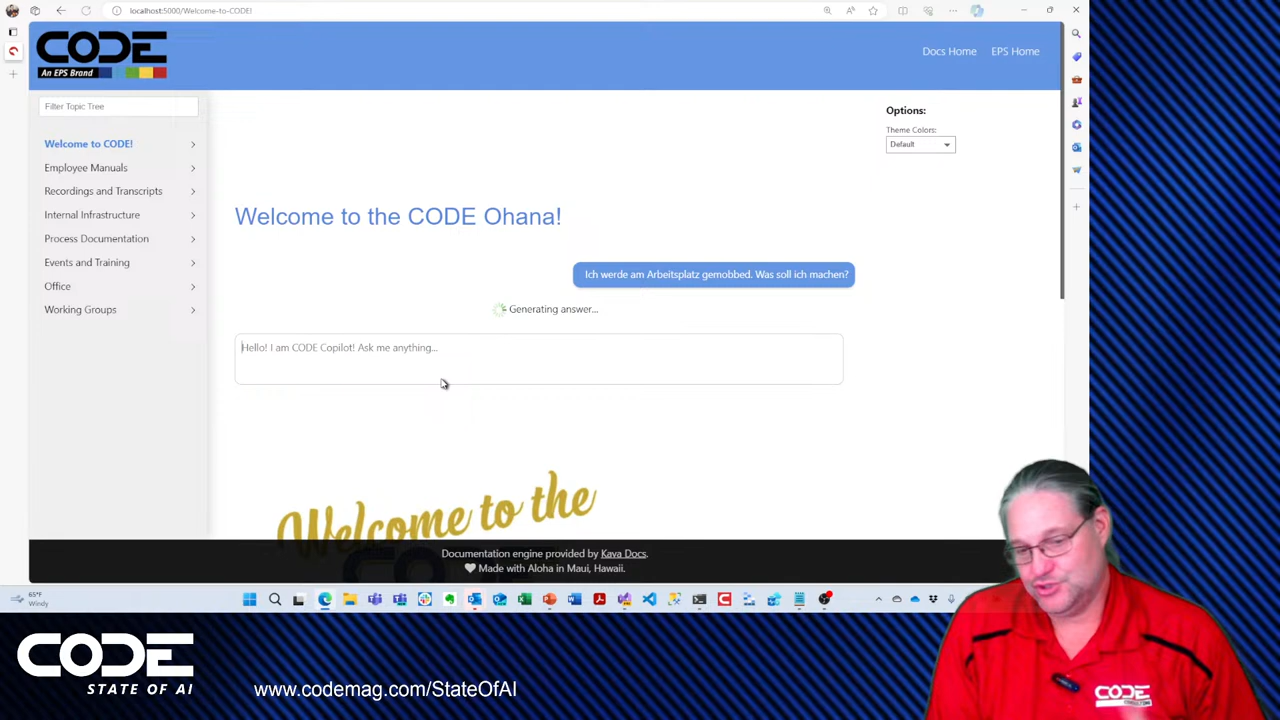 localhost:5000/Welcome-to-CODE!
CODE
An EPS Brand
Docs Home
EPS Home
Filter Topic Tree
Welcome to CODE!
Employee Manuals
Recordings and Transcripts
Internal Infrastructure
Process Documentation
Events and Training
Office
Working Groups
Options:
Theme Colors:
Default
Welcome to the CODE Ohana!
Ich werde am Arbeitsplatz gemobbed. Was soll ich machen?
Generating answer...
Hello! I am CODE Copilot! Ask me anything...
Welcome to the
Documentation engine provided by Kava Docs.
Made with Aloha in Maui, Hawaii.
65°F
Windy
CODE
STATE OF AI
www.codemag.com/StateOfAI
CODE